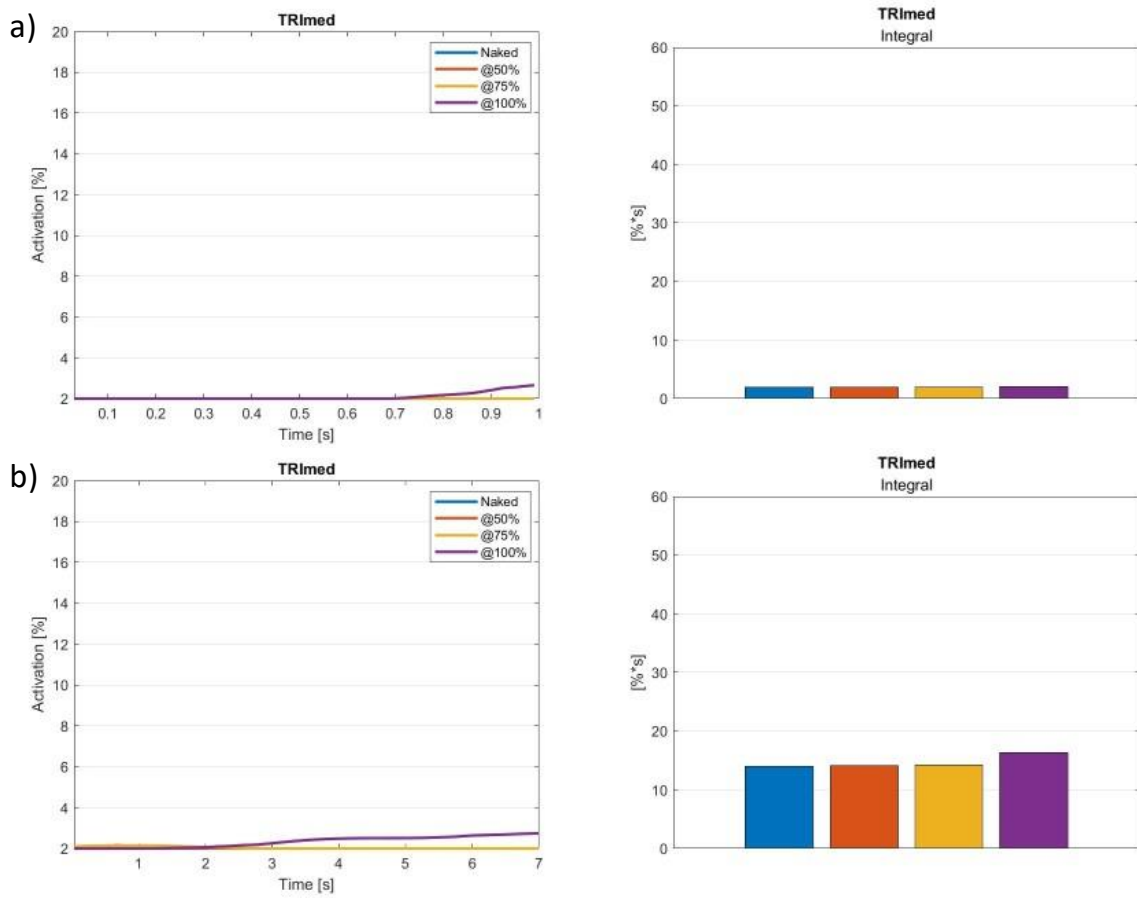 a)
TRImed
20
18
16
14
12
10
8
6
4
2
Activation [%]
0.1 0.2 0.3 0.4 0.5 0.6 0.7 0.8 0.9 1
Time [s]
Naked
@50%
@75%
@100%
TRImed
Integral
60
50
40
30
20
10
0
[%*s]
b)
TRImed
20
18
16
14
12
10
8
6
4
2
Activation [%]
1 2 3 4 5 6 7
Time [s]
Naked
@50%
@75%
@100%
TRImed
Integral
60
50
40
30
20
10
0
[%*s]